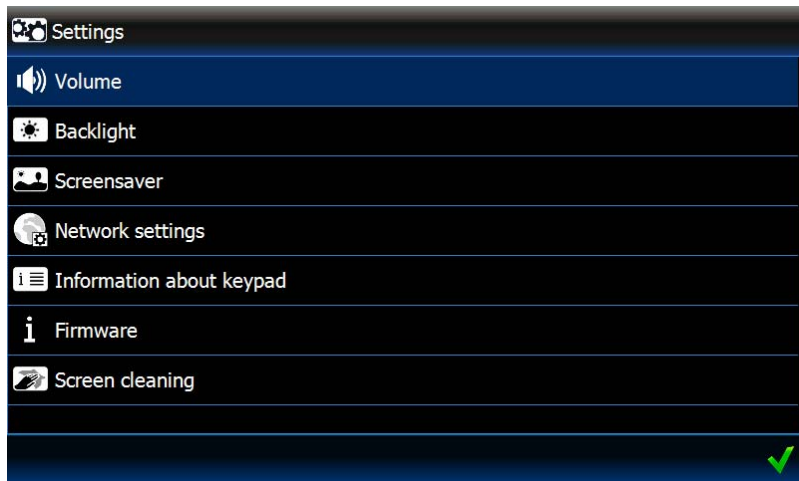 Settings
Volume
Backlight
Screensaver
Network settings
Information about keypad
Firmware
Screen cleaning